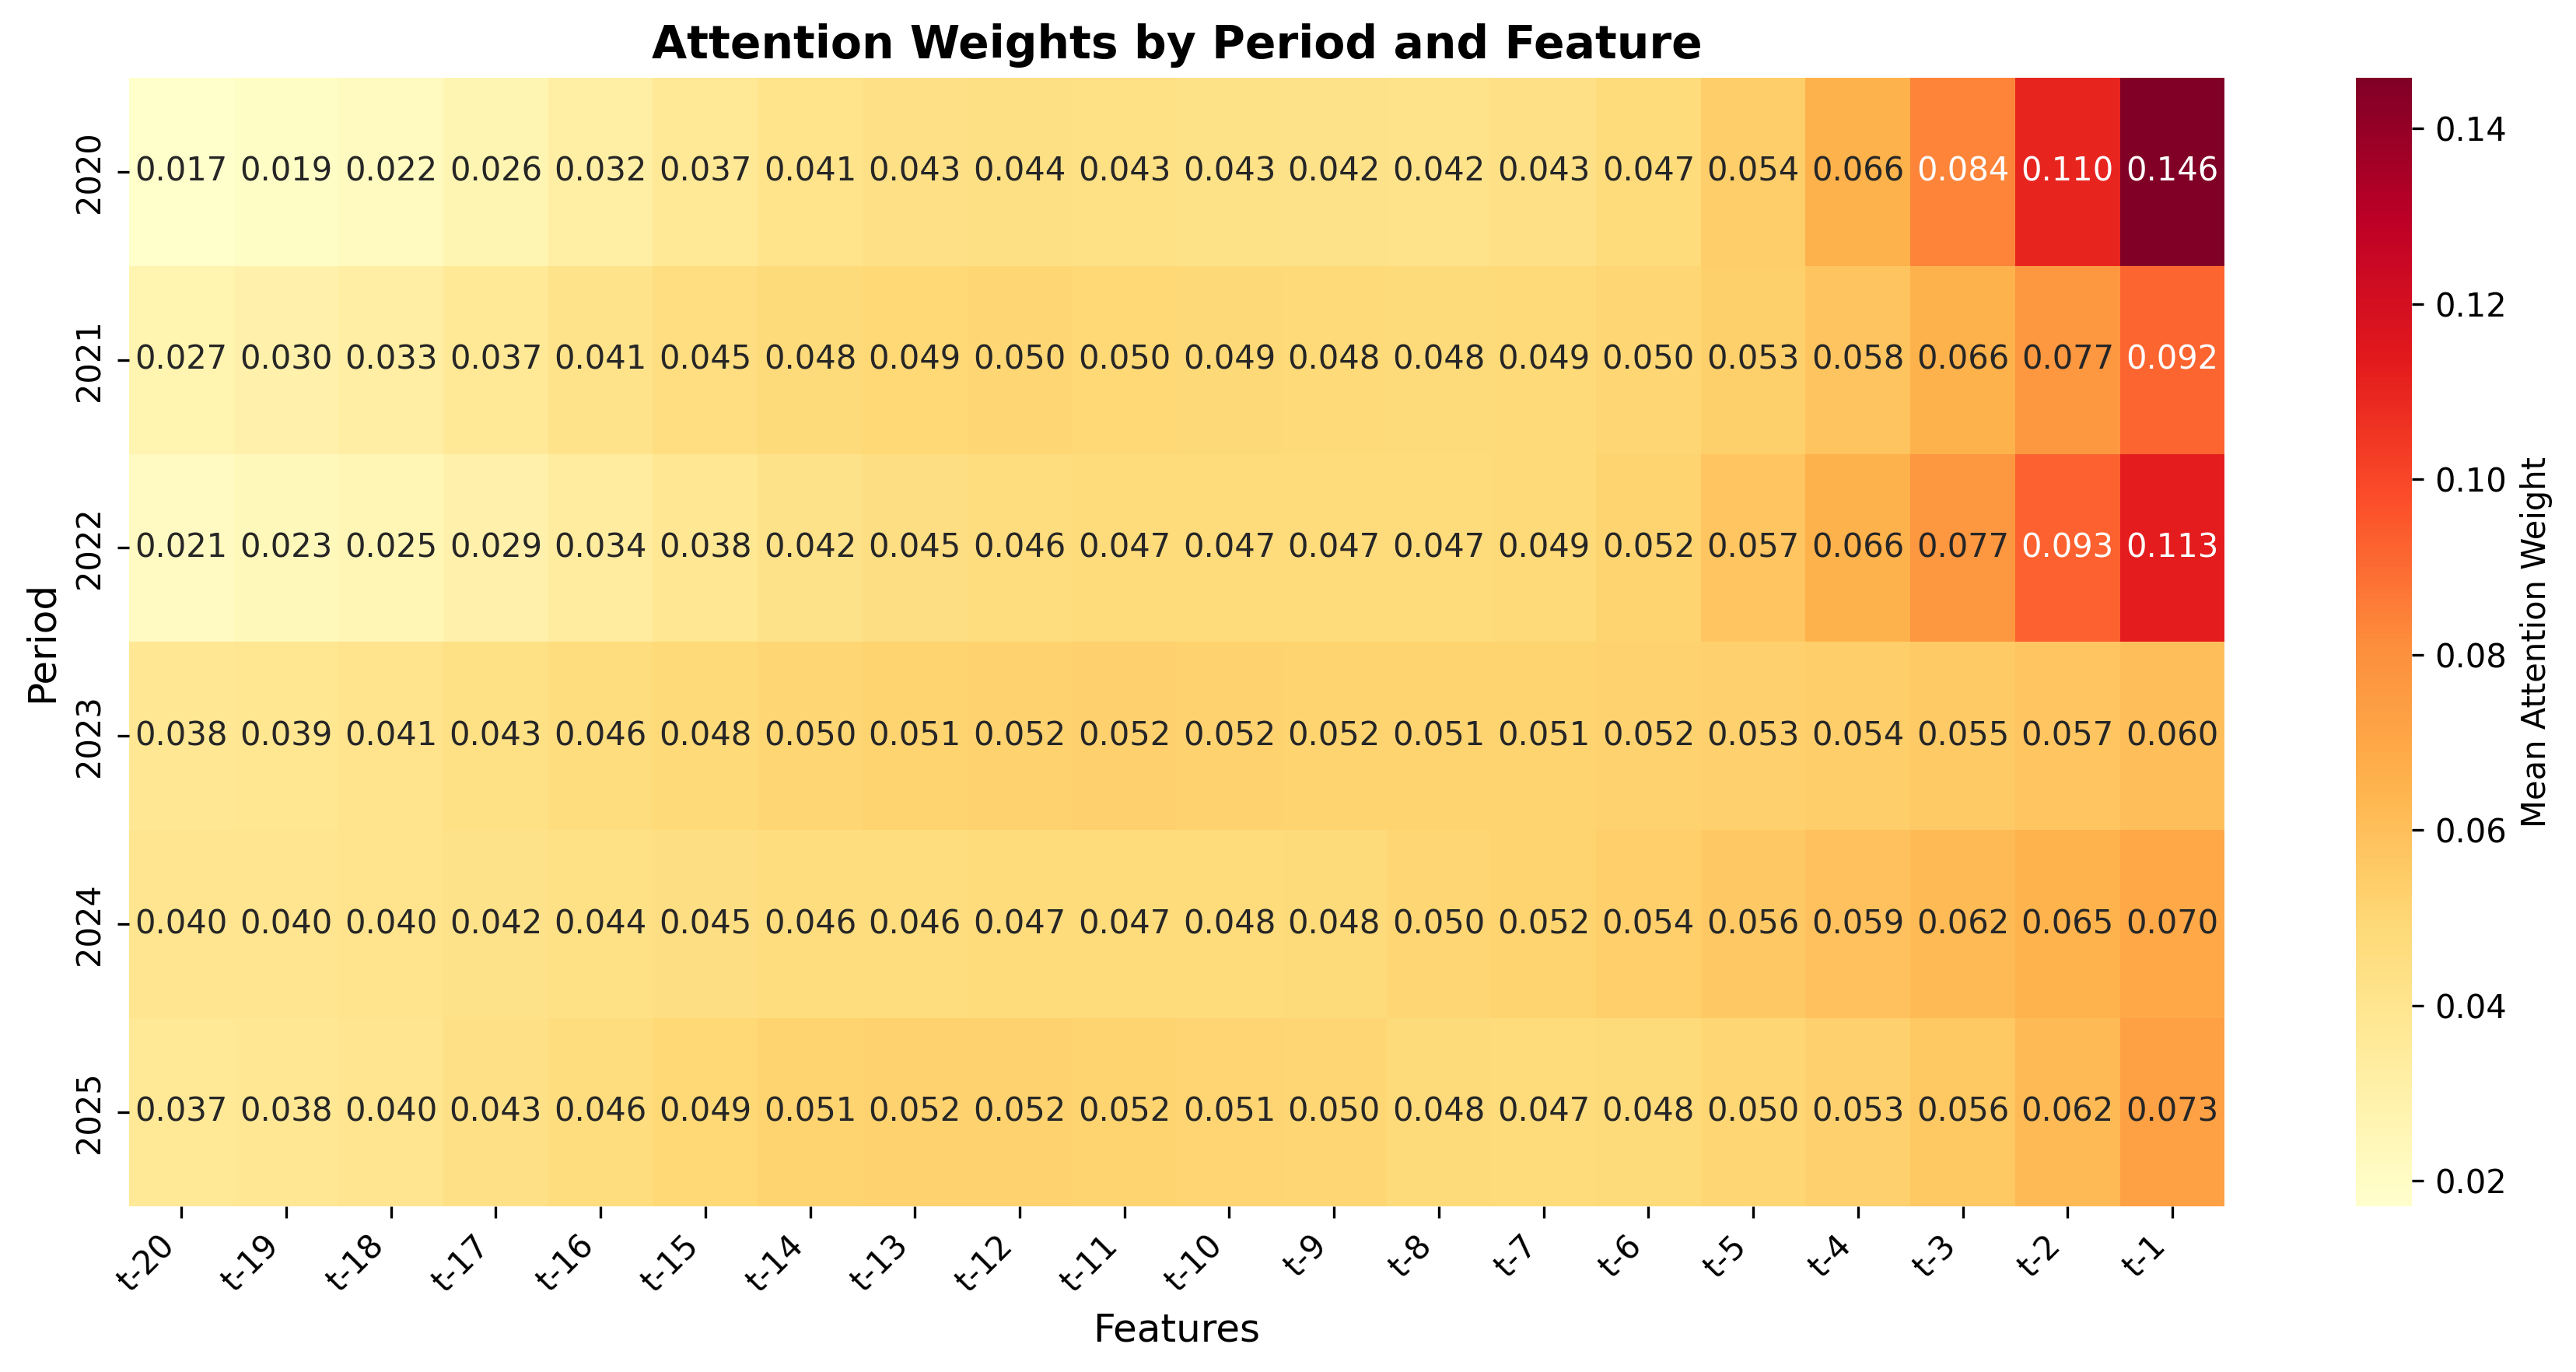 Attention Weights by Period and Feature
Period
2020 0.017 0.019 0.022 0.026 0.032 0.037 0.041 0.043 0.044 0.043 0.043 0.042 0.042 0.043 0.047 0.054 0.066 0.084 0.110 0.146
2021 0.027 0.030 0.033 0.037 0.041 0.045 0.048 0.049 0.050 0.050 0.049 0.048 0.048 0.049 0.050 0.053 0.058 0.066 0.077 0.092
2022 0.021 0.023 0.025 0.029 0.034 0.038 0.042 0.045 0.046 0.047 0.047 0.047 0.047 0.049 0.052 0.057 0.066 0.077 0.093 0.113
2023 0.038 0.039 0.041 0.043 0.046 0.048 0.050 0.051 0.052 0.052 0.052 0.052 0.051 0.051 0.052 0.053 0.054 0.055 0.057 0.060
2024 0.040 0.040 0.040 0.042 0.044 0.045 0.046 0.046 0.047 0.047 0.048 0.048 0.050 0.052 0.054 0.056 0.059 0.062 0.065 0.070
2025 0.037 0.038 0.040 0.043 0.046 0.049 0.051 0.052 0.052 0.052 0.051 0.050 0.048 0.047 0.048 0.050 0.053 0.056 0.062 0.073
t-20 t-19 t-18 t-17 t-16 t-15 t-14 t-13 t-12 t-11 t-10 t-9 t-8 t-7 t-6 t-5 t-4 t-3 t-2 t-1
Features
0.14
0.12
0.10
0.08
0.06
0.04
0.02
Mean Attention Weight